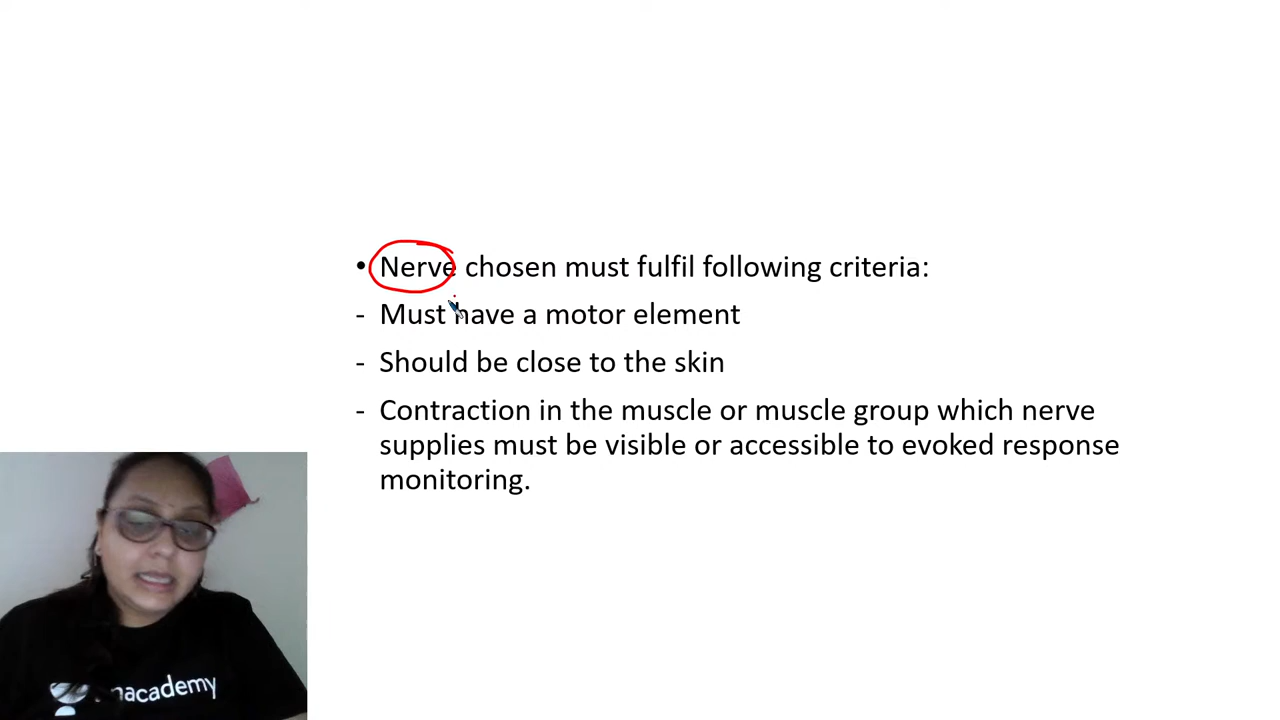 • Nerve chosen must fulfil following criteria:
- Must have a motor element
- Should be close to the skin
- Contraction in the muscle or muscle group which nerve
supplies must be visible or accessible to evoked response
monitoring.
nacademy